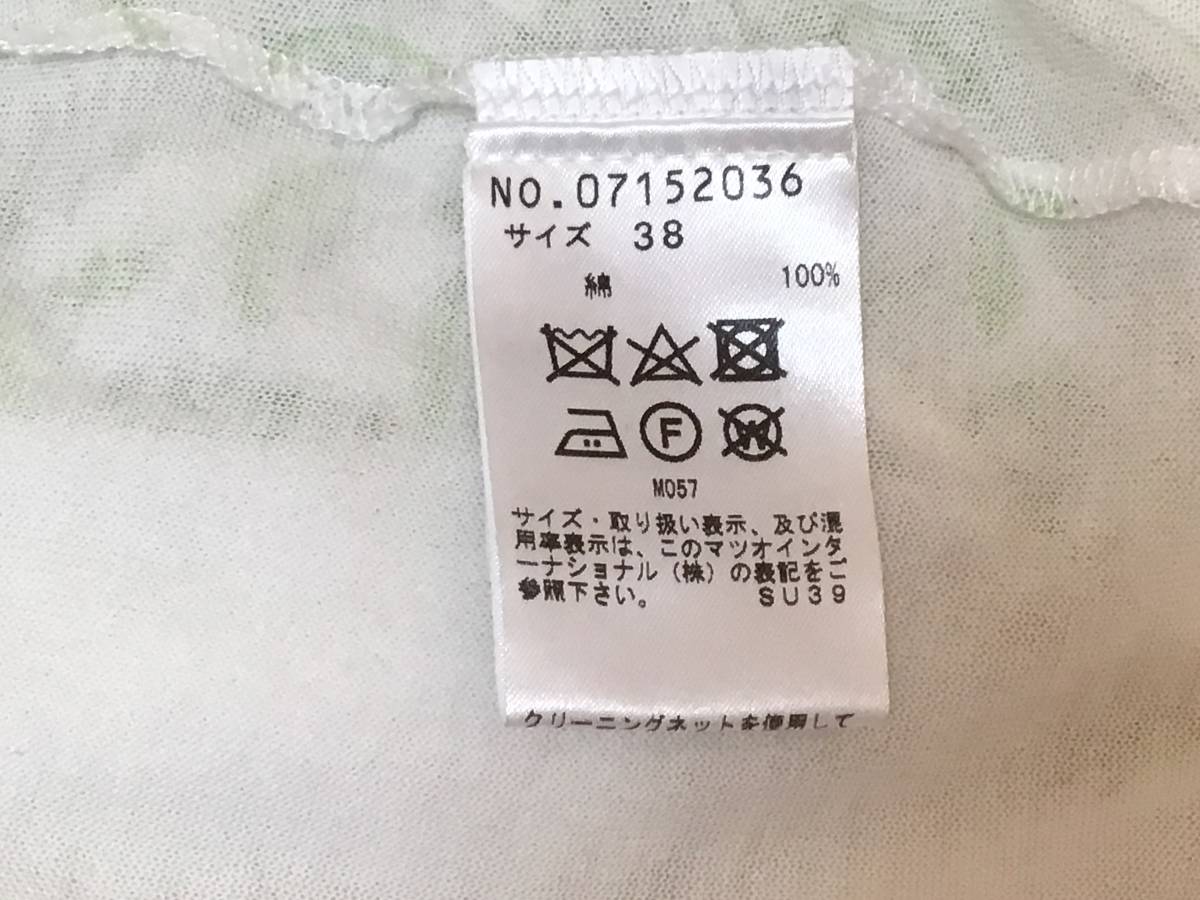 NO.07152036
サイズ 38
綿 100%
F
W
M057
サイズ・取り扱い表示、及び混
用率表示は、このマツオインタ
ーナショナル(株)の表記をご
参照下さい。 SU39
クリーニングネットを使用して